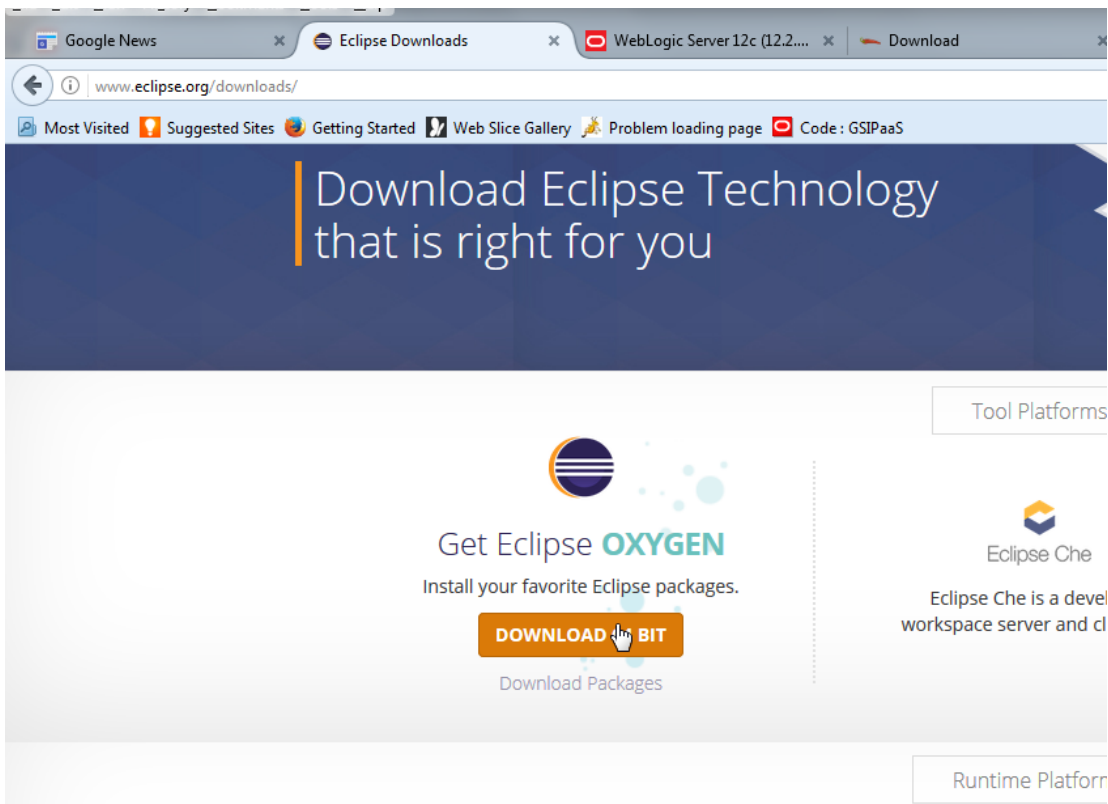 Google News
Eclipse Downloads
WebLogic Server 12c (12.2....
Download
www.eclipse.org/downloads/
Most Visited Suggested Sites Getting Started Web Slice Gallery Problem loading page Code : GSIPaaS
Download Eclipse Technology
that is right for you
Tool Platforms
Get Eclipse OXYGEN
Install your favorite Eclipse packages.
DOWNLOAD BIT
Download Packages
Eclipse Che
Eclipse Che is a devel
workspace server and cl
Runtime Platforn